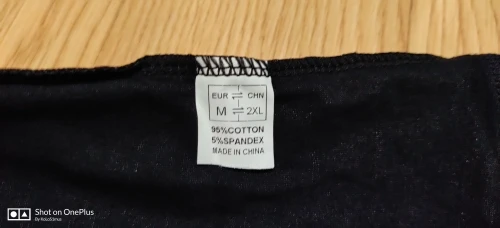 EUR ⇌ CHN
M ⇌ 2XL
95%COTTON
5%SPANDEX
MADE IN CHINA
Shot on OnePlus